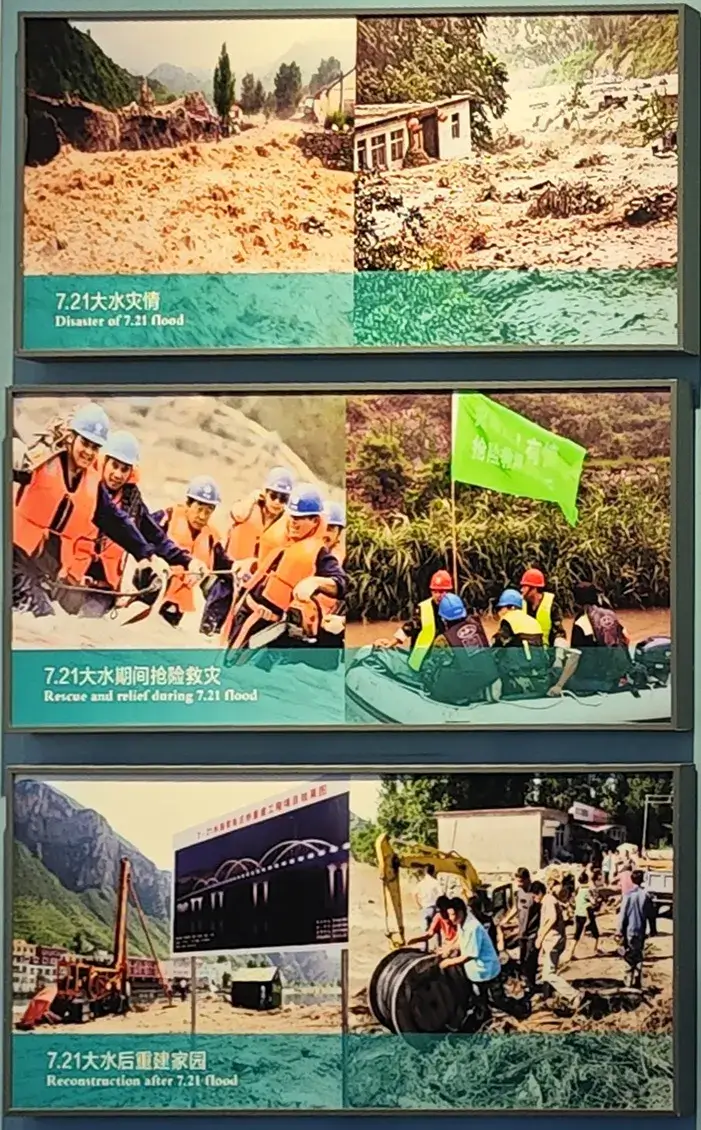 7.21大水灾情
Disaster of 7.21 flood
抢险
7.21大水期间抢险救灾
Rescue and relief during 7.21 flood
7.21大水后重建家园
Reconstruction after 7.21 flood